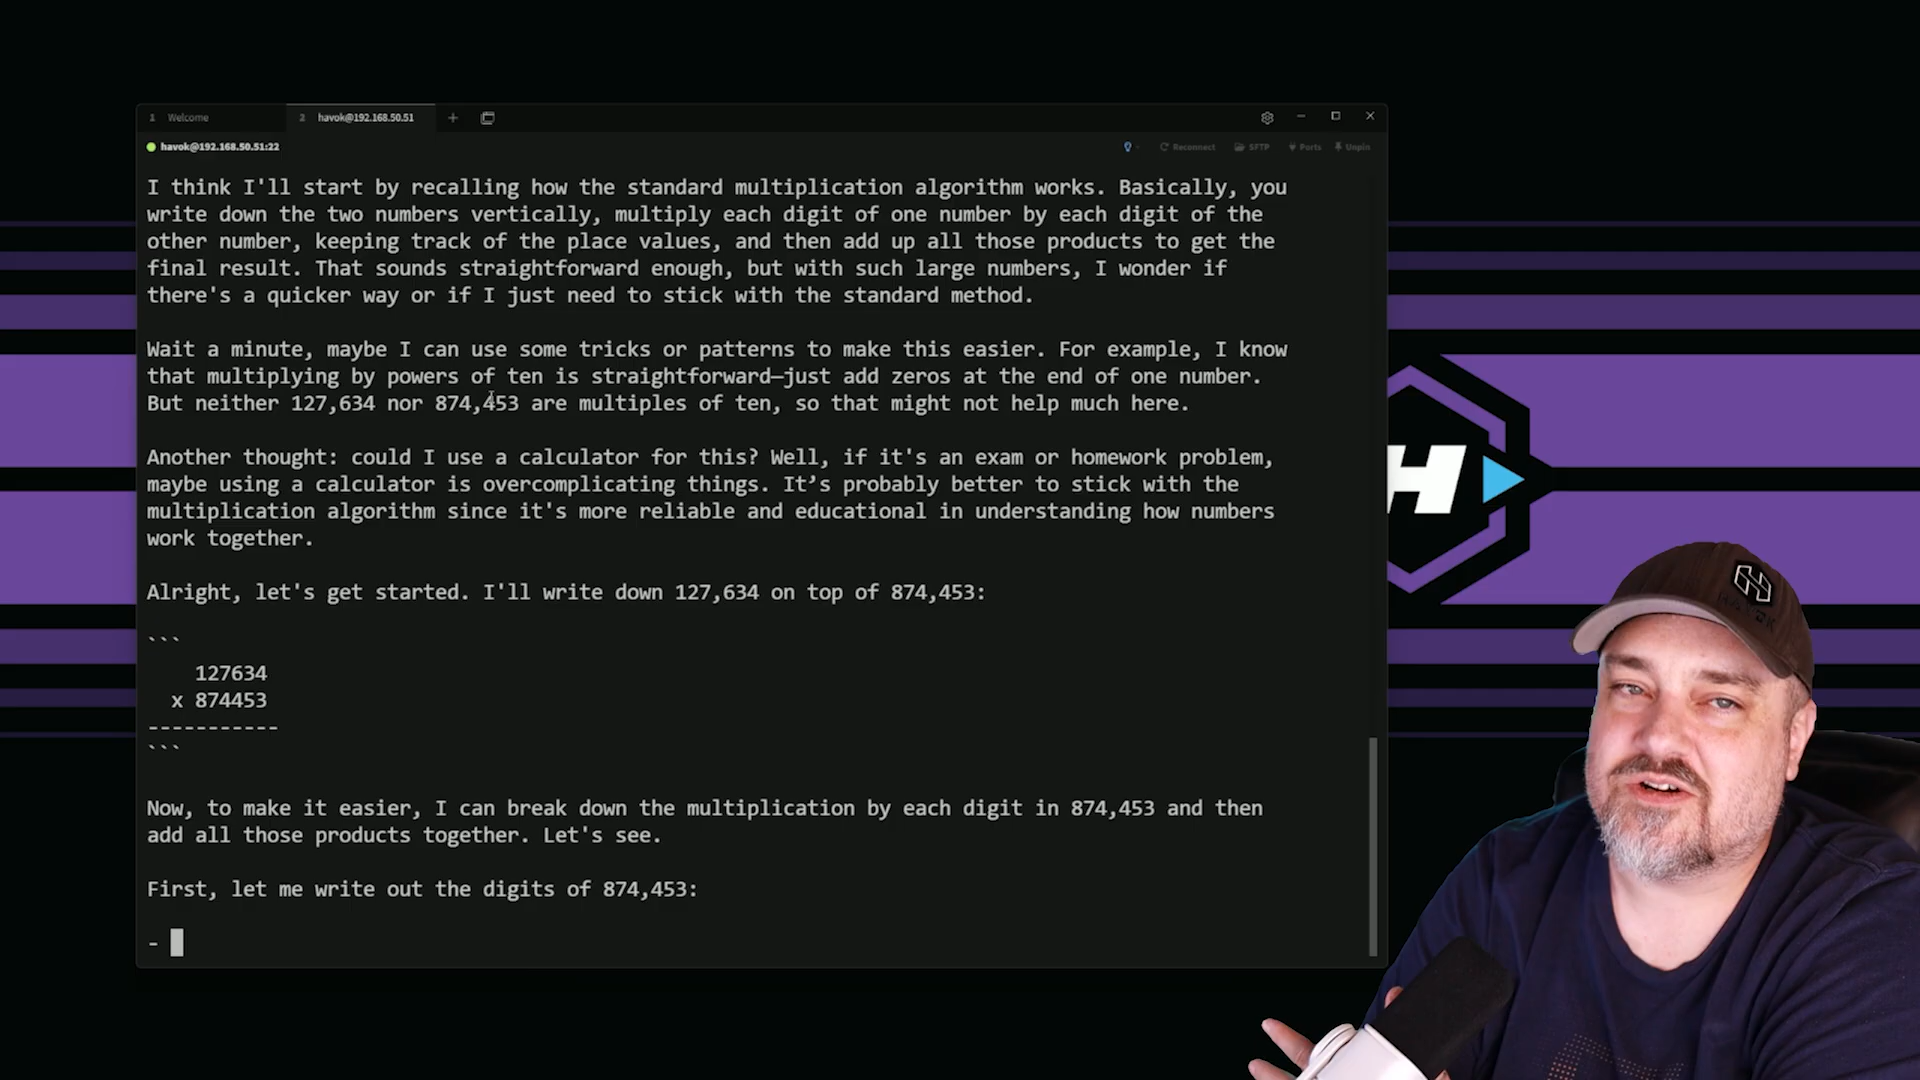 1 Welcome
2 havok@192.168.50.51
havok@192.168.50.51:22
Reconnect SFTP Ports Unpin
I think I'll start by recalling how the standard multiplication algorithm works. Basically, you
write down the two numbers vertically, multiply each digit of one number by each digit of the
other number, keeping track of the place values, and then add up all those products to get the
final result. That sounds straightforward enough, but with such large numbers, I wonder if
there's a quicker way or if I just need to stick with the standard method.
Wait a minute, maybe I can use some tricks or patterns to make this easier. For example, I know
that multiplying by powers of ten is straightforward—just add zeros at the end of one number.
But neither 127,634 nor 874,453 are multiples of ten, so that might not help much here.
Another thought: could I use a calculator for this? Well, if it's an exam or homework problem,
maybe using a calculator is overcomplicating things. It’s probably better to stick with the
multiplication algorithm since it's more reliable and educational in understanding how numbers
work together.
Alright, let's get started. I'll write down 127,634 on top of 874,453:
```
127634
x 874453
-----------
```
Now, to make it easier, I can break down the multiplication by each digit in 874,453 and then
add all those products together. Let's see.
First, let me write out the digits of 874,453:
-
H